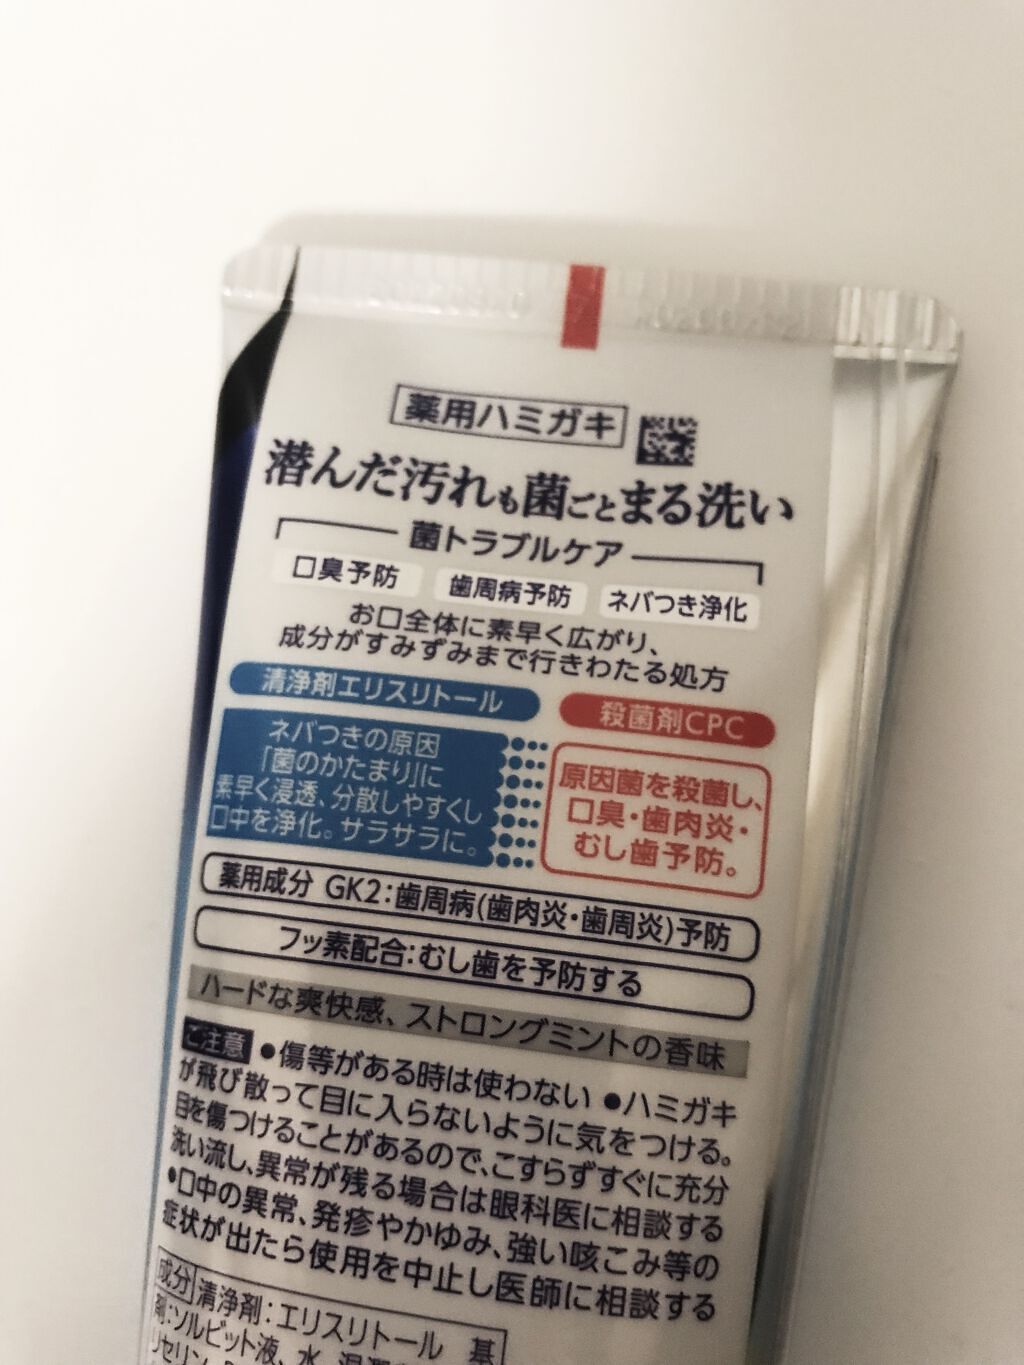 薬用ハミガキ
潜んだ汚れも菌ごとまる洗い
菌トラブルケア
口臭予防 歯周病予防 ネバつき浄化
お口全体に素早く広がり、
成分がすみずみまで行きわたる処方
清浄剤エリスリトール
ネバつきの原因
「菌のかたまり」に
素早く浸透、分散しやすくし
口中を浄化。サラサラに。
殺菌剤CPC
原因菌を殺菌し、
口臭・歯肉炎・
むし歯予防。
薬用成分 GK2:歯周病(歯肉炎・歯周炎)予防
フッ素配合:むし歯を予防する
ハードな爽快感、ストロングミントの香味
ご注意 ●傷等がある時は使わない ●ハミガキ
が飛び散って目に入らないように気をつける。
目を傷つけることがあるので、こすらずすぐに充分
洗い流し、異常が残る場合は眼科医に相談する
●口中の異常、発疹やかゆみ、強い咳こみ等の
症状が出たら使用を中止し医師に相談する
成分 清浄剤:エリスリトール 基
剤:ソルビット液、水 湿潤
リセリン